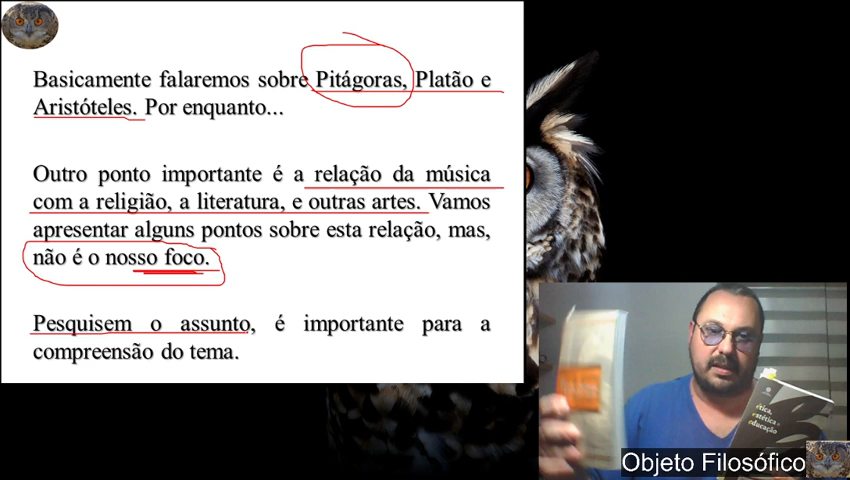 Basicamente falaremos sobre Pitágoras, Platão e
Aristóteles. Por enquanto...
Outro ponto importante é a relação da música
com a religião, a literatura, e outras artes. Vamos
apresentar alguns pontos sobre esta relação, mas,
não é o nosso foco.
Pesquisem o assunto, é importante para a
compreensão do tema.
ética,
estética e
educação
Objeto Filosófico